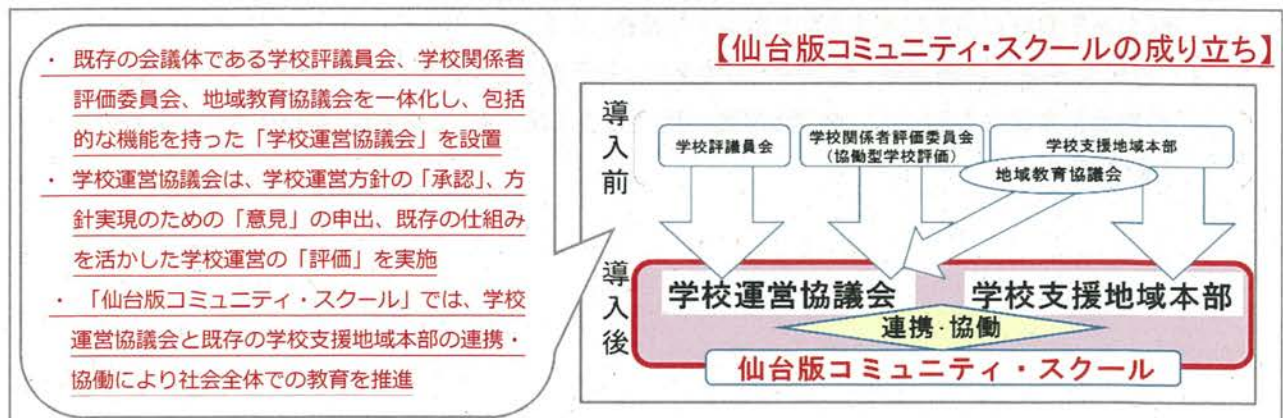 ・ 既存の会議体である学校評議員会、学校関係者
評価委員会、地域教育協議会を一体化し、包括
的な機能を持った「学校運営協議会」を設置
・ 学校運営協議会は、学校運営方針の「承認」、方
針実現のための「意見」の申出、既存の仕組み
を活かした学校運営の「評価」を実施
・ 「仙台版コミュニティ・スクール」では、学校
運営協議会と既存の学校支援地域本部の連携・
協働により社会全体での教育を推進
【仙台版コミュニティ・スクールの成り立ち】
導入前
学校評議員会
学校関係者評価委員会
(協働型学校評価)
学校支援地域本部
地域教育協議会
導入後
学校運営協議会
学校支援地域本部
連携・協働
仙台版コミュニティ・スクール